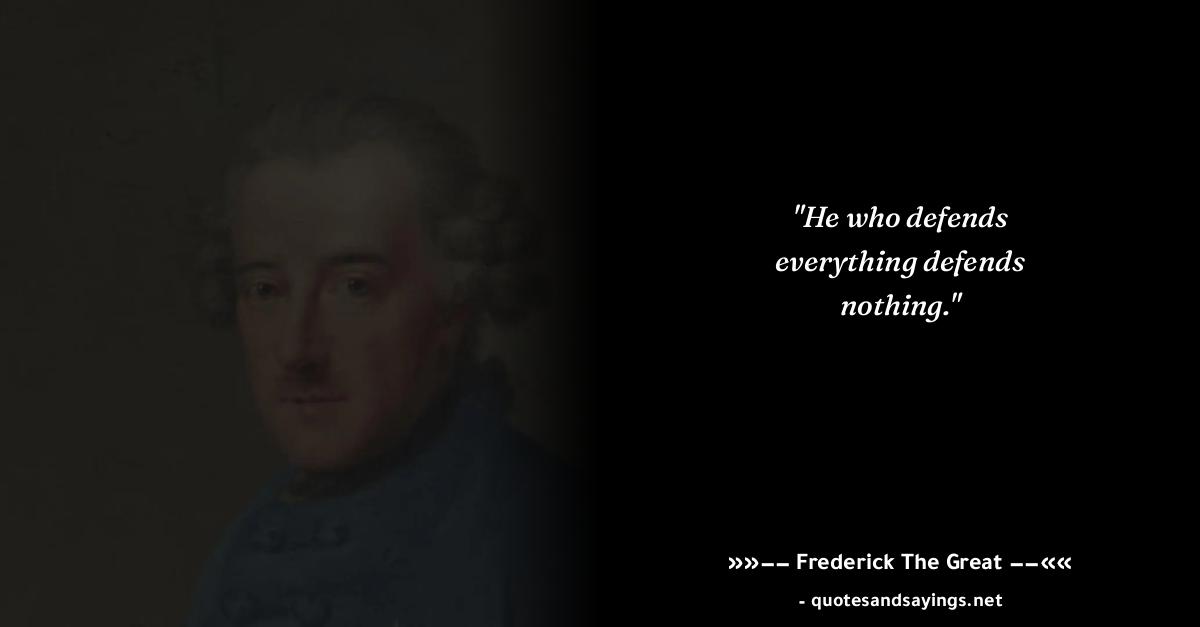 "He who defends
everything defends
nothing."
»»−− Frederick The Great −−««
- quotesandsayings.net